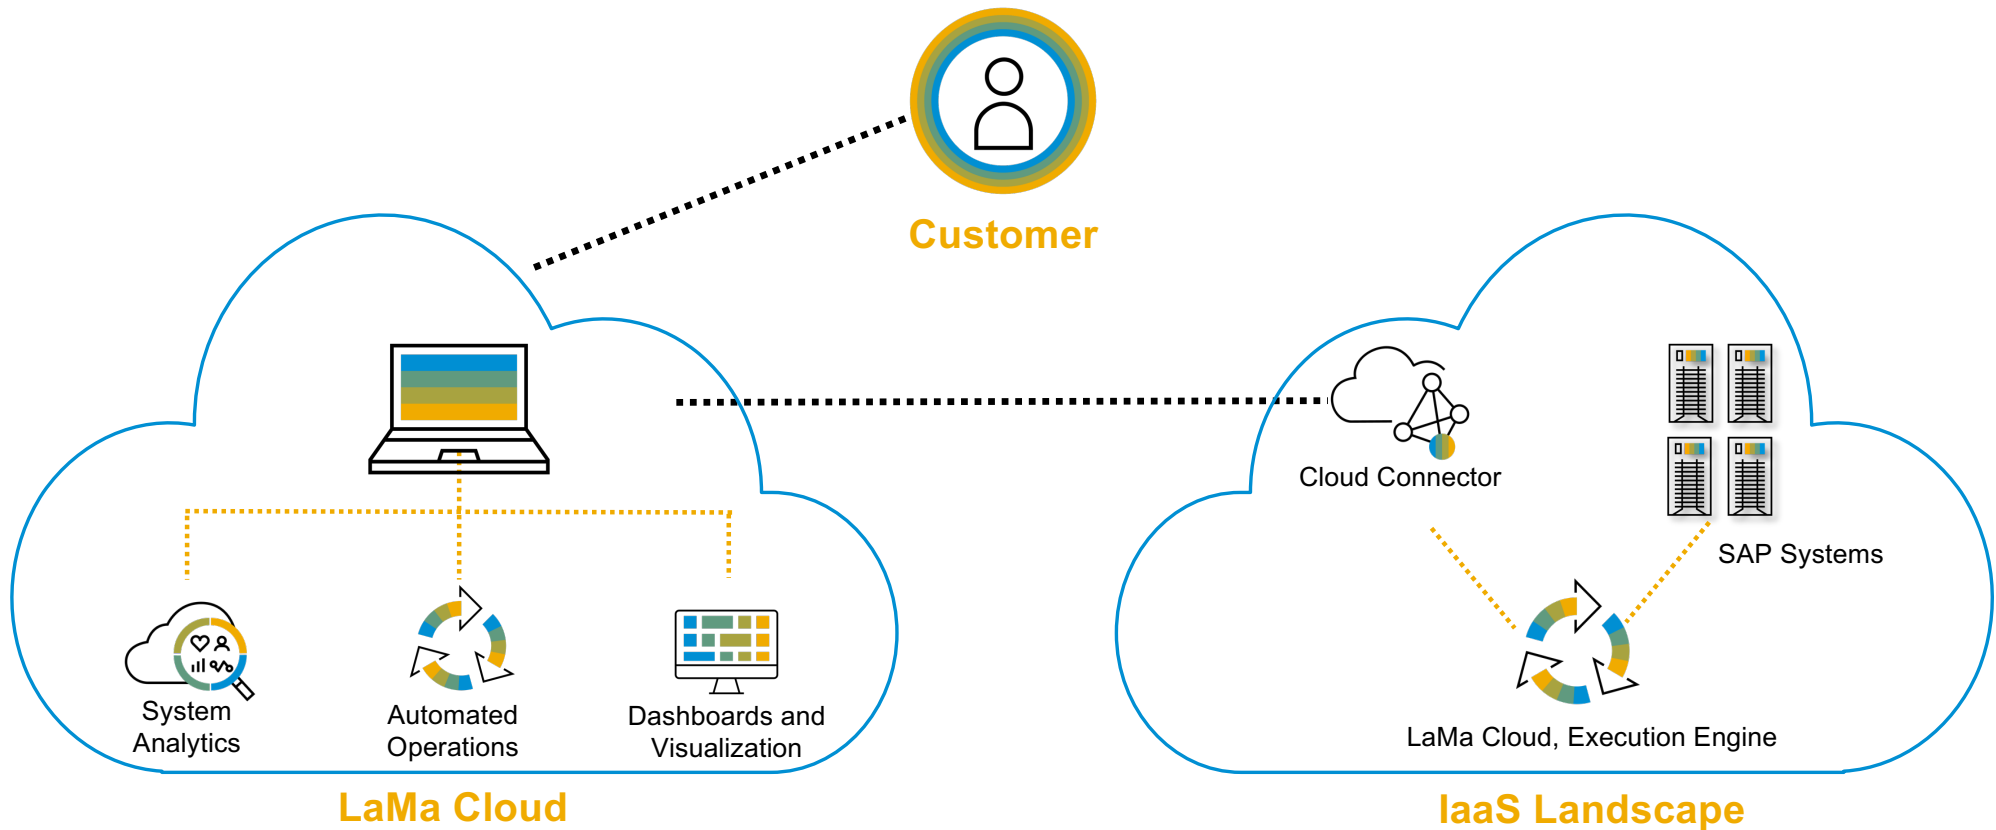 Customer
Cloud Connector
SAP Systems
System
Analytics
Automated
Operations
Dashboards and
Visualization
LaMa Cloud, Execution Engine
LaMa Cloud
IaaS Landscape